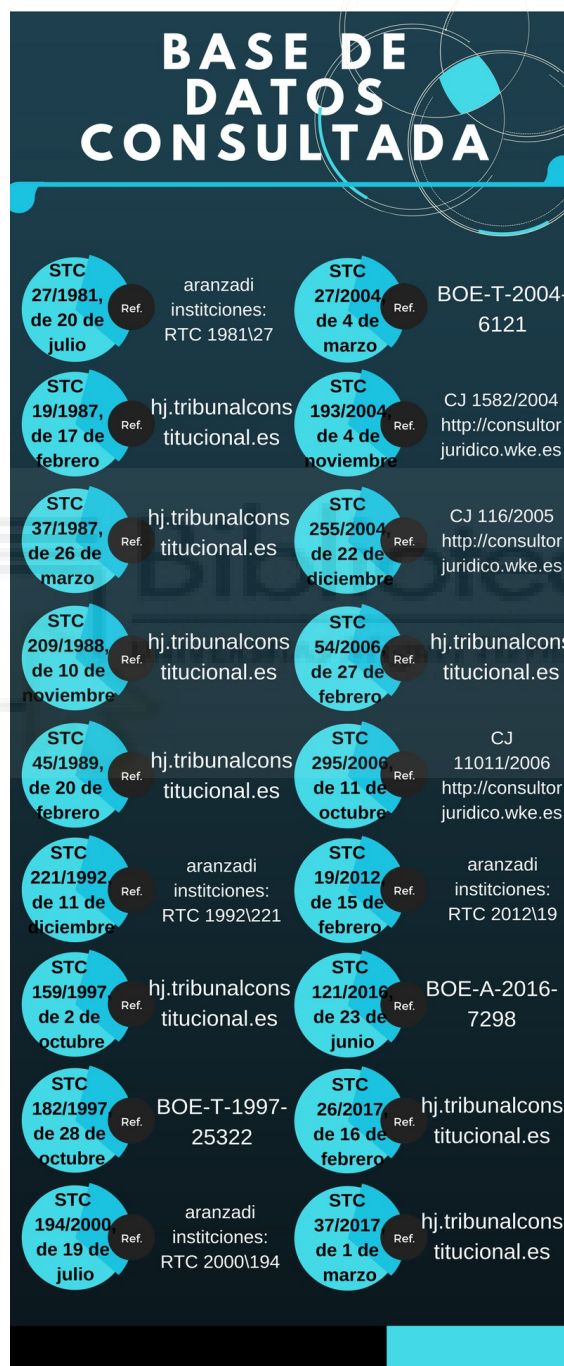 BASE DE
DATOS
CONSULTADA
STC
27/1981,
de 20 de
julio
Ref.
aranzadi
institciones:
RTC 1981\27
STC
27/2004,
de 4 de
marzo
Ref.
BOE-T-2004-
6121
STC
19/1987,
de 17 de
febrero
Ref.
hj.tribunalcons
titucional.es
STC
193/2004,
de 4 de
noviembre
Ref.
CJ 1582/2004
http://consultor
juridico.wke.es
STC
37/1987,
de 26 de
marzo
Ref.
hj.tribunalcons
titucional.es
STC
255/2004,
de 22 de
diciembre
Ref.
CJ 116/2005
http://consultor
juridico.wke.es
STC
209/1988,
de 10 de
noviembre
Ref.
hj.tribunalcons
titucional.es
STC
54/2006,
de 27 de
febrero
Ref.
hj.tribunalcons
titucional.es
STC
45/1989,
de 20 de
febrero
Ref.
hj.tribunalcons
titucional.es
STC
295/2006,
de 11 de
octubre
Ref.
CJ
11011/2006
http://consultor
juridico.wke.es
STC
221/1992,
de 11 de
diciembre
Ref.
aranzadi
institciones:
RTC 1992\221
STC
19/2012,
de 15 de
febrero
Ref.
aranzadi
institciones:
RTC 2012\19
STC
159/1997,
de 2 de
octubre
Ref.
hj.tribunalcons
titucional.es
STC
121/2016,
de 23 de
junio
Ref.
BOE-A-2016-
7298
STC
182/1997,
de 28 de
octubre
Ref.
BOE-T-1997-
25322
STC
26/2017,
de 16 de
febrero
Ref.
hj.tribunalcons
titucional.es
STC
194/2000,
de 19 de
julio
Ref.
aranzadi
institciones:
RTC 2000\194
STC
37/2017,
de 1 de
marzo
Ref.
hj.tribunalcons
titucional.es